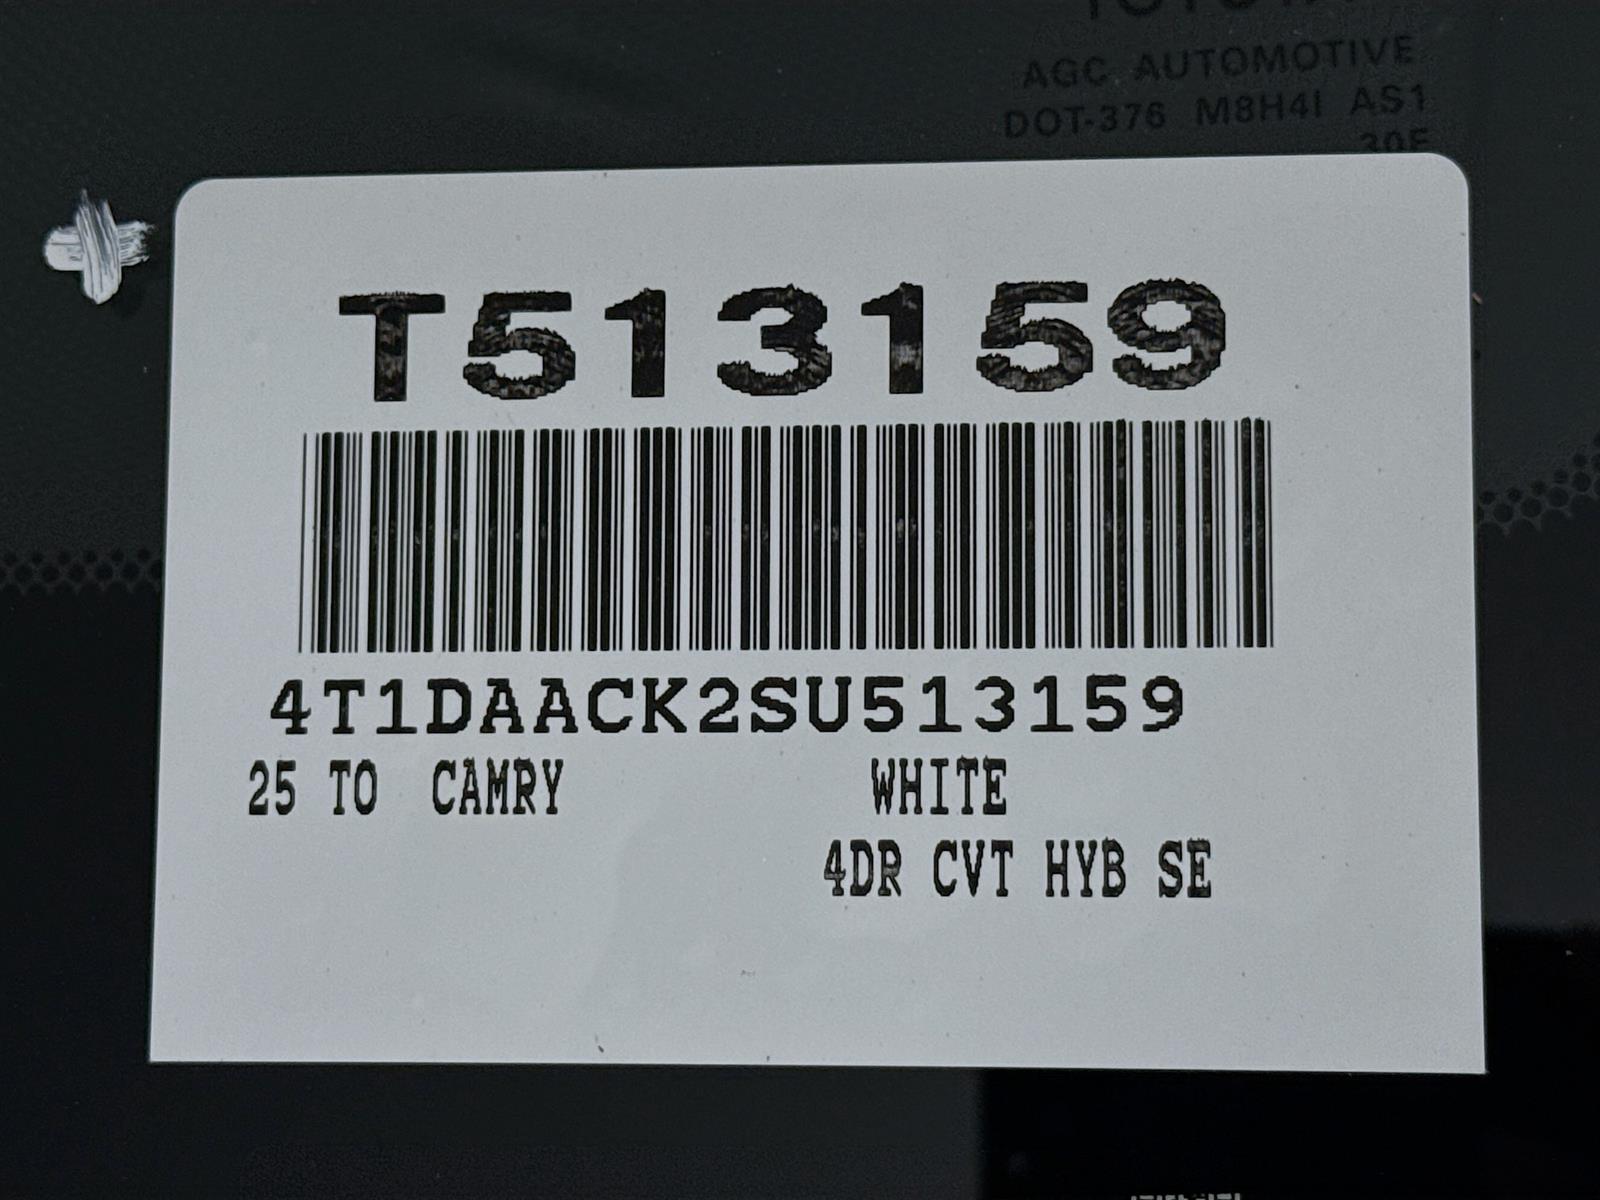 AGC AUTOMOTIVE
DOT-376 M8H4I AS1
T513159
4T1DAACK2SU513159
25 TO CAMRY WHITE
4DR CVT HYB SE